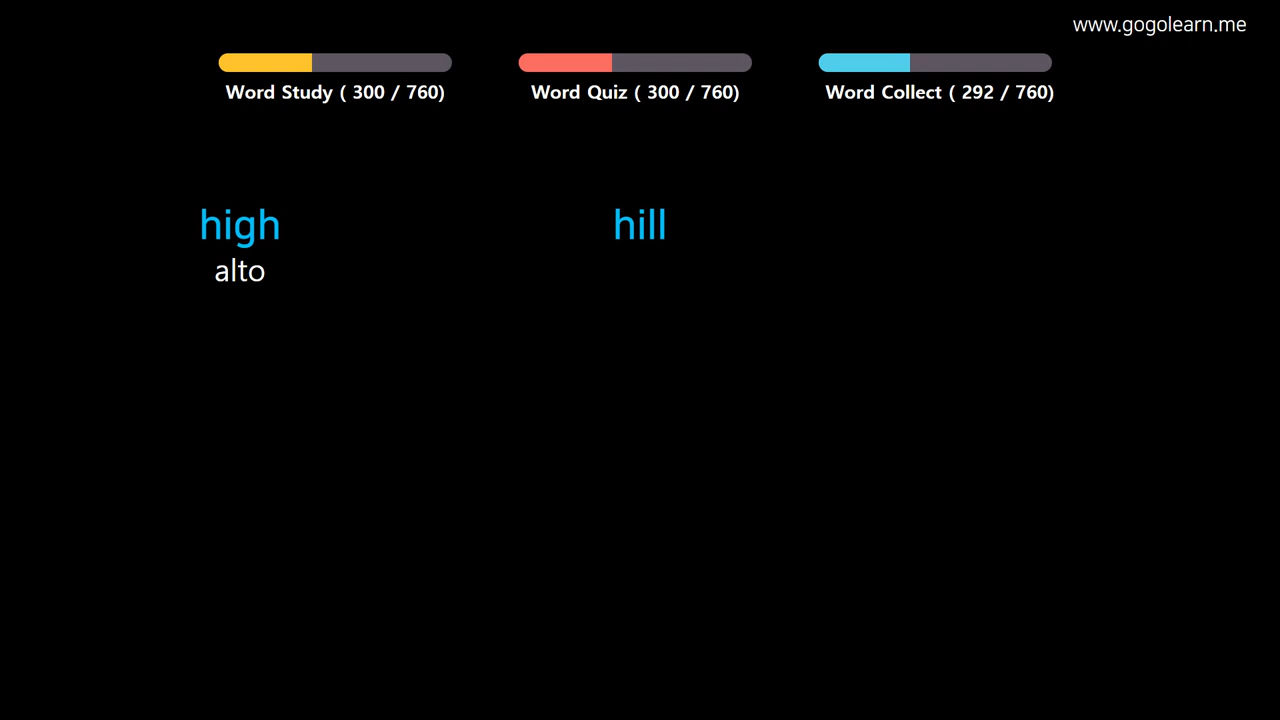 www.gogolearn.me
Word Study ( 300 / 760)
Word Quiz ( 300 / 760)
Word Collect ( 292 / 760)
high
hill
alto